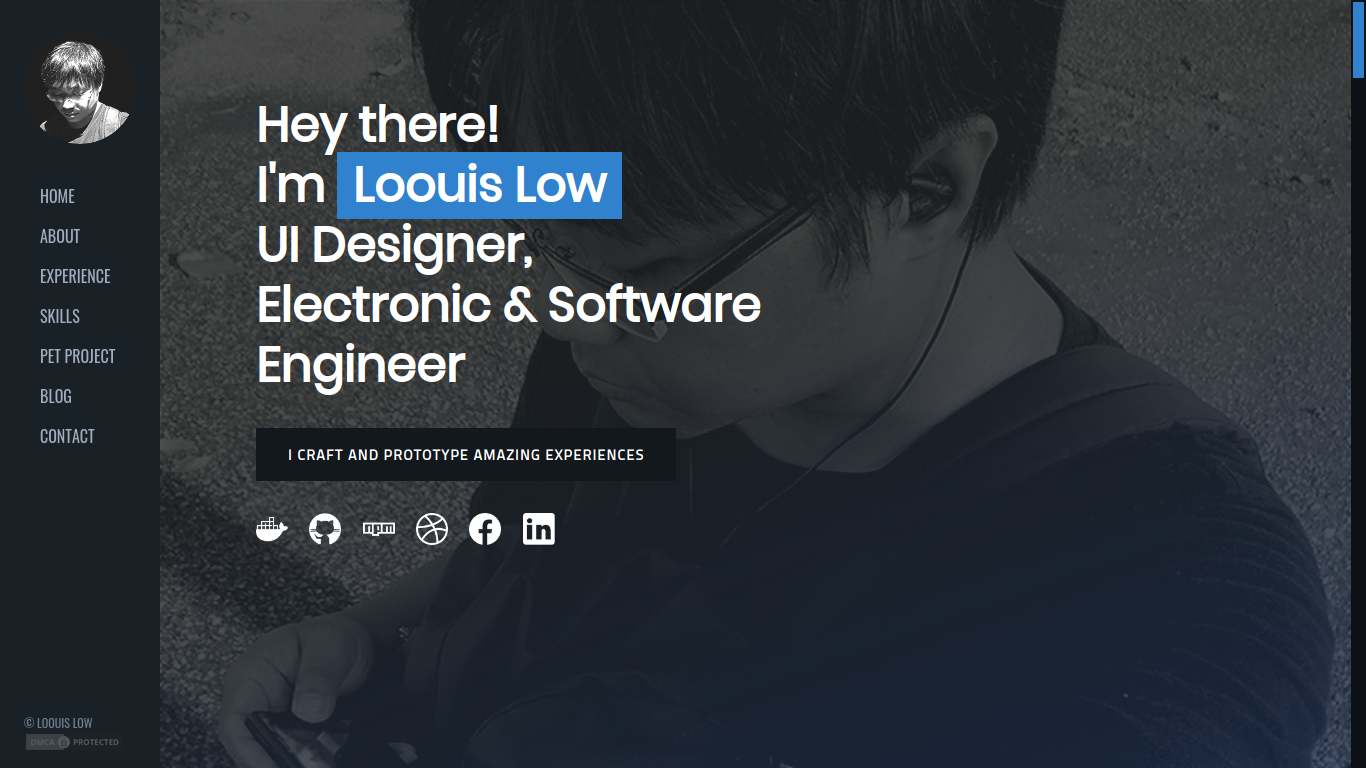 HOME
ABOUT
EXPERIENCE
SKILLS
PET PROJECT
BLOG
CONTACT
© LOOUIS LOW
DMCA PROTECTED
Hey there!
I'm Loouis Low
UI Designer,
Electronic & Software
Engineer
I CRAFT AND PROTOTYPE AMAZING EXPERIENCES
npm
in